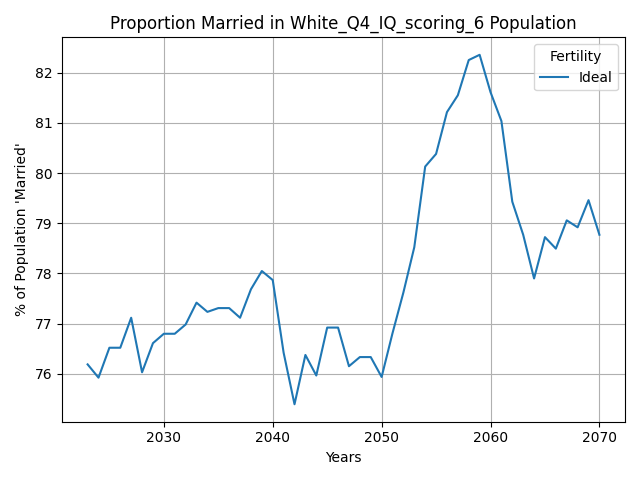 Proportion Married in White_Q4_IQ_scoring_6 Population
Fertility
Ideal
82
81
80
79
78
77
76
% of Population 'Married'
2030 2040 2050 2060 2070
Years